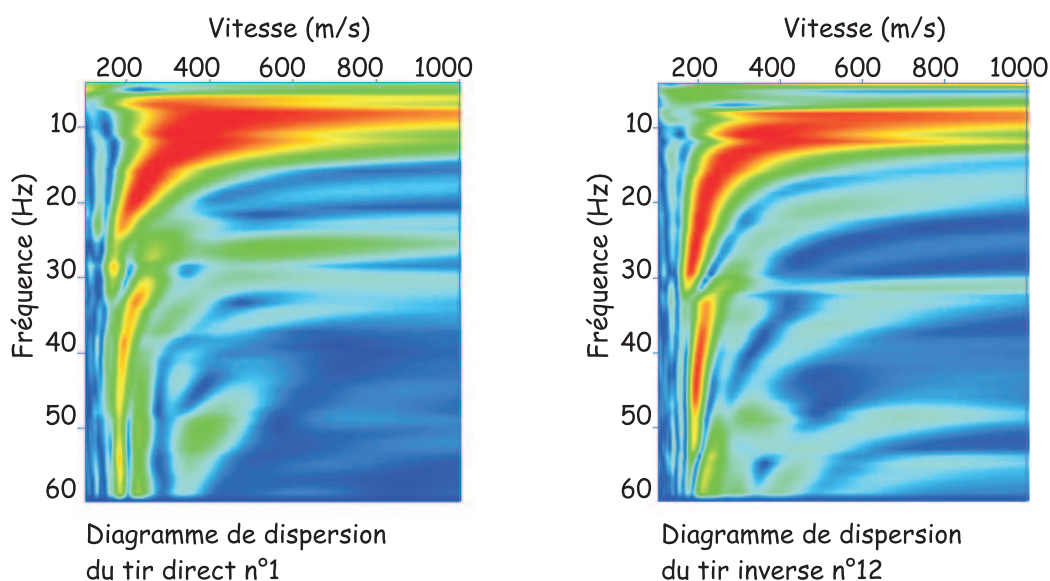 Vitesse (m/s)
200 400 600 800 1000
Fréquence (Hz)
10
20
30
40
50
60
Diagramme de dispersion
du tir direct n°1
Vitesse (m/s)
200 400 600 800 1000
Fréquence (Hz)
10
20
30
40
50
60
Diagramme de dispersion
du tir inverse n°12